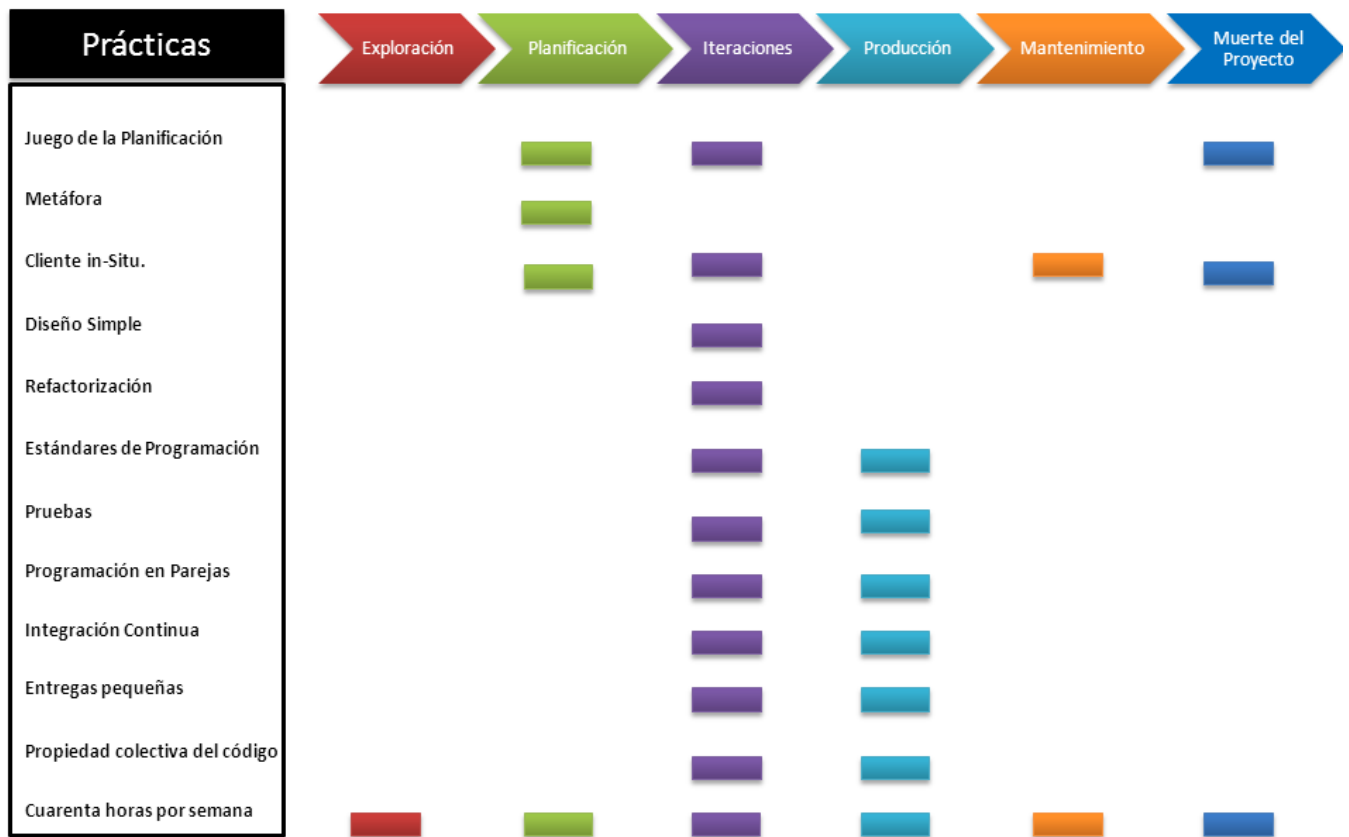 Prácticas
Exploración
Planificación
Iteraciones
Producción
Mantenimiento
Muerte del
Proyecto
Juego de la Planificación
Metáfora
Cliente in-Situ.
Diseño Simple
Refactorización
Estándares de Programación
Pruebas
Programación en Parejas
Integración Continua
Entregas pequeñas
Propiedad colectiva del código
Cuarenta horas por semana